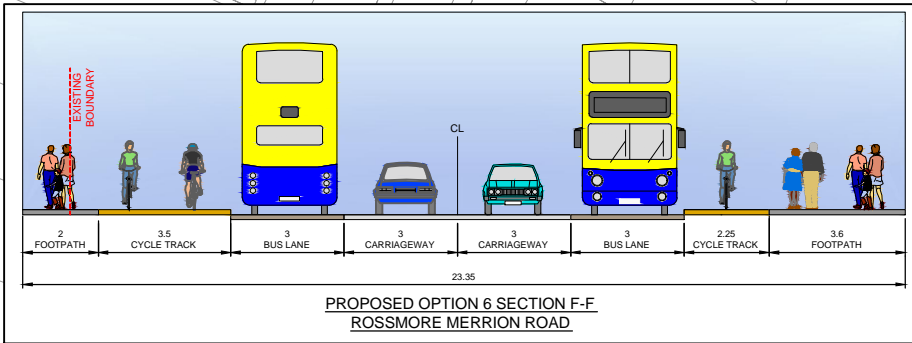 EXISTING
BOUNDARY
CL
2
FOOTPATH
3.5
CYCLE TRACK
3
BUS LANE
3
CARRIAGEWAY
3
CARRIAGEWAY
3
BUS LANE
2.25
CYCLE TRACK
3.6
FOOTPATH
23.35
PROPOSED OPTION 6 SECTION F-F
ROSSMORE MERRION ROAD